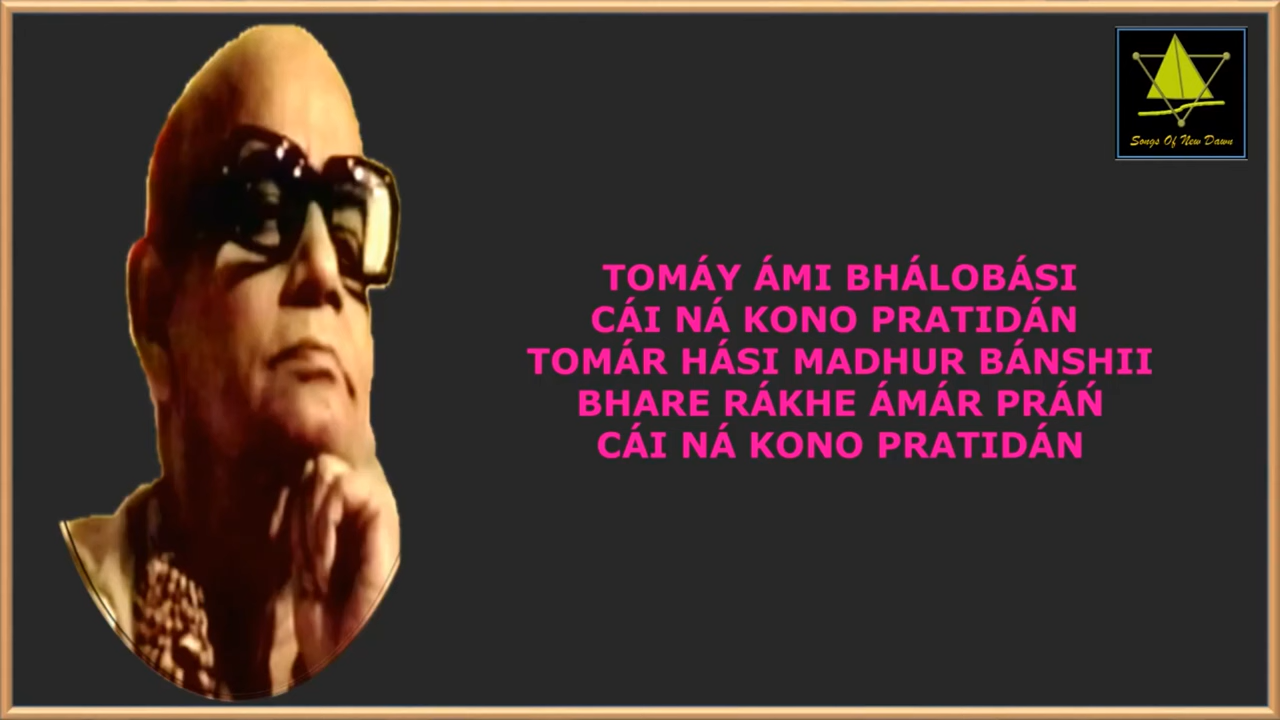 Songs Of New Dawn
TOMÁY ÁMI BHÁLOBÁSI
CÁI NÁ KONO PRATIDÁN
TOMÁR HÁSI MADHUR BÁNSHII
BHARE RÁKHE ÁMÁR PRÁŃ
CÁI NÁ KONO PRATIDÁN